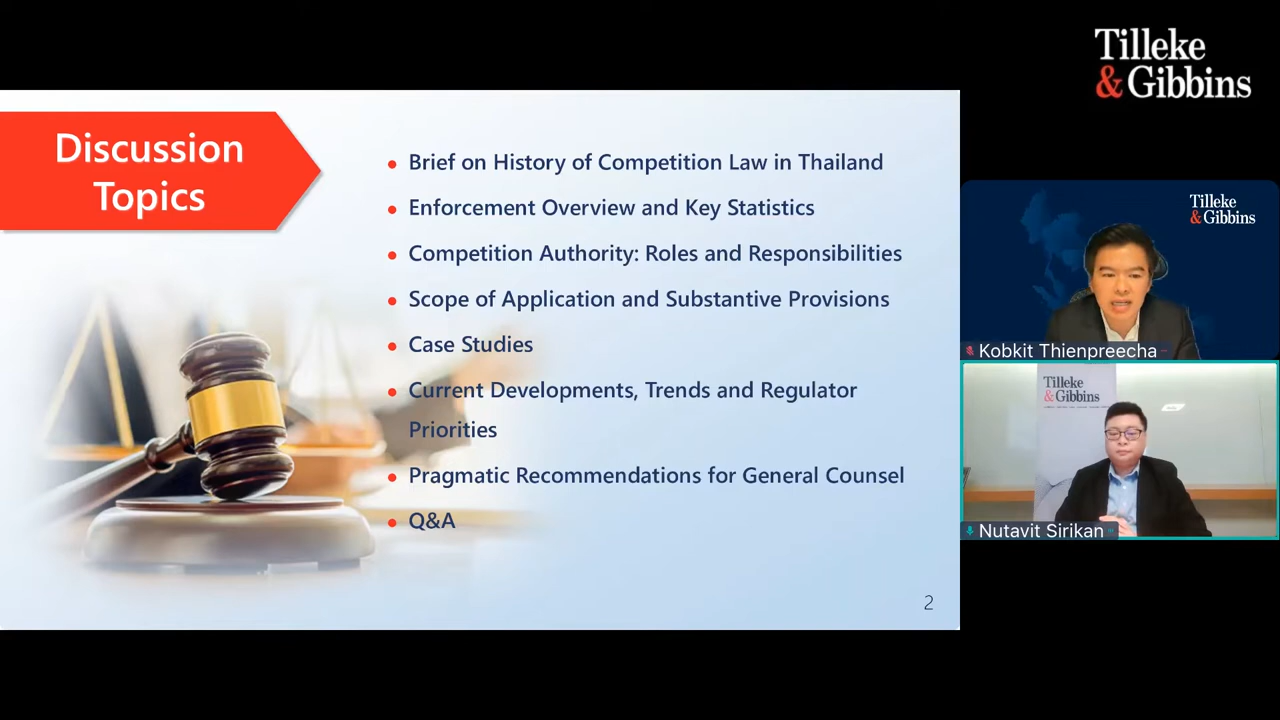 Tilleke
& Gibbins
Discussion
Topics
Brief on History of Competition Law in Thailand
Enforcement Overview and Key Statistics
Competition Authority: Roles and Responsibilities
Scope of Application and Substantive Provisions
Case Studies
Current Developments, Trends and Regulator
Priorities
Pragmatic Recommendations for General Counsel
Q&A
2
Tilleke
& Gibbins
Kobkit Thienpreecha
Tilleke
& Gibbins
Nutavit Sirikan